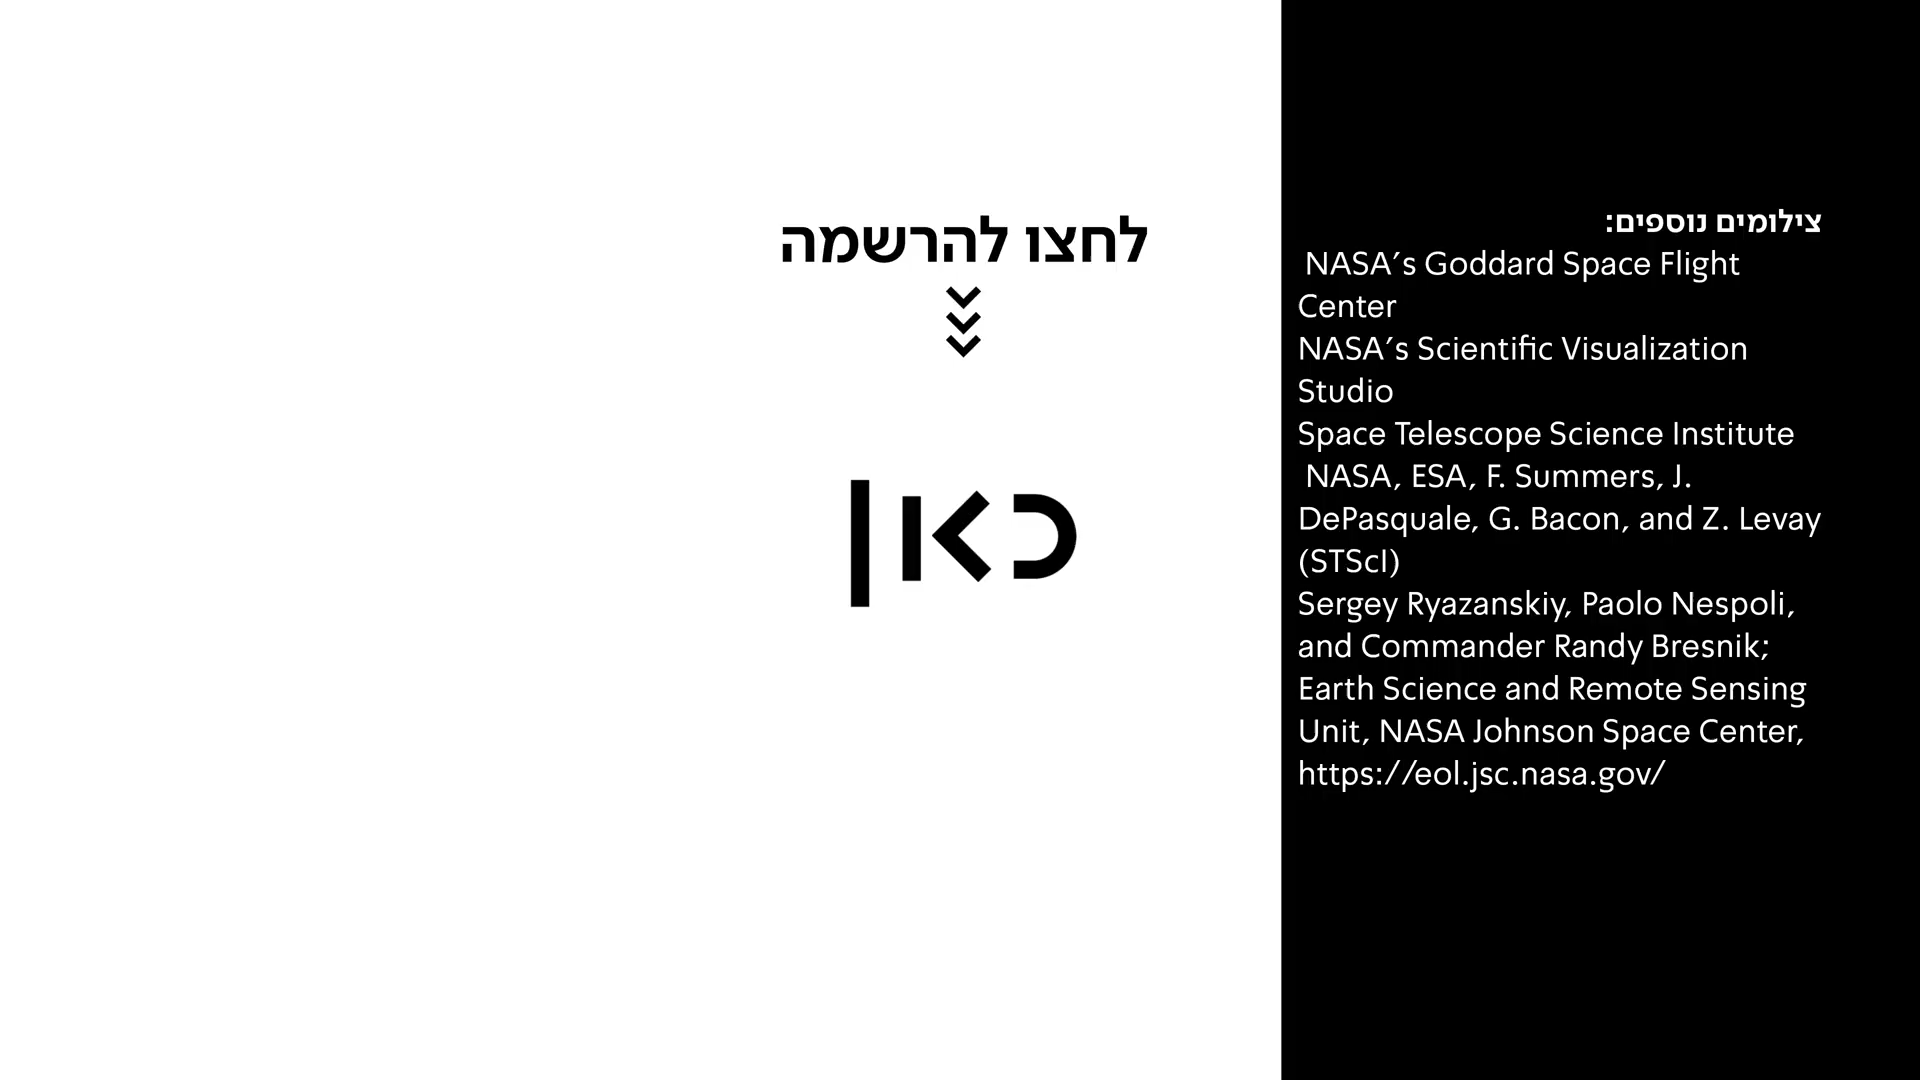 לחצו להרשמה
כאן
צילומים נוספים:
NASA's Goddard Space Flight
Center
NASA's Scientific Visualization
Studio
Space Telescope Science Institute
NASA, ESA, F. Summers, J.
DePasquale, G. Bacon, and Z. Levay
(STScI)
Sergey Ryazanskiy, Paolo Nespoli,
and Commander Randy Bresnik;
Earth Science and Remote Sensing
Unit, NASA Johnson Space Center,
https://eol.jsc.nasa.gov/